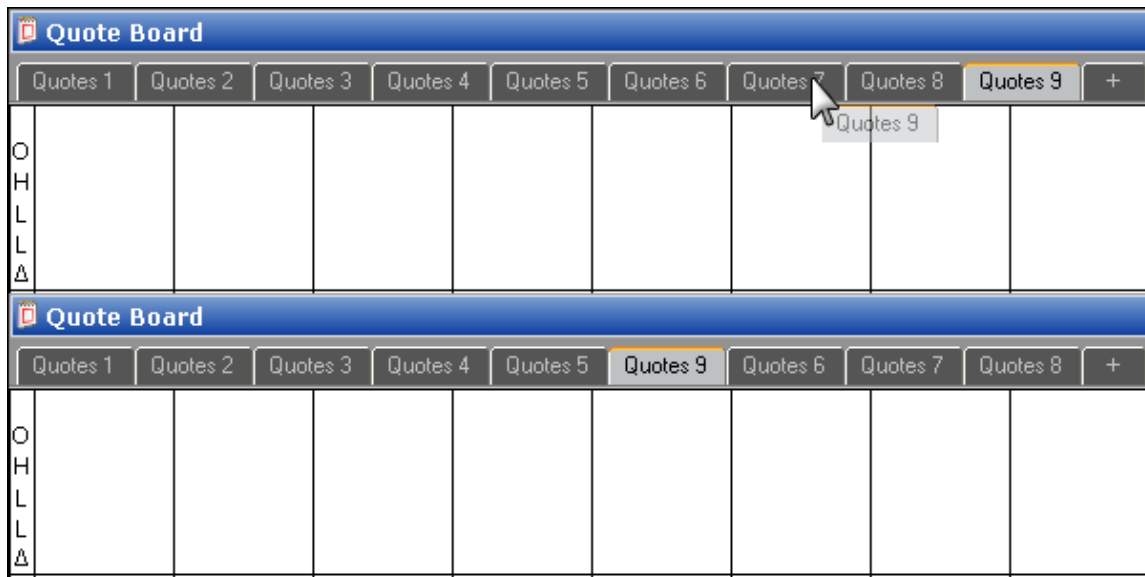 Quote Board
Quotes 1 Quotes 2 Quotes 3 Quotes 4 Quotes 5 Quotes 6 Quotes 7 Quotes 8 Quotes 9 +
Quotes 9
O
H
L
L
Δ
Quote Board
Quotes 1 Quotes 2 Quotes 3 Quotes 4 Quotes 5 Quotes 9 Quotes 6 Quotes 7 Quotes 8 +
O
H
L
L
Δ